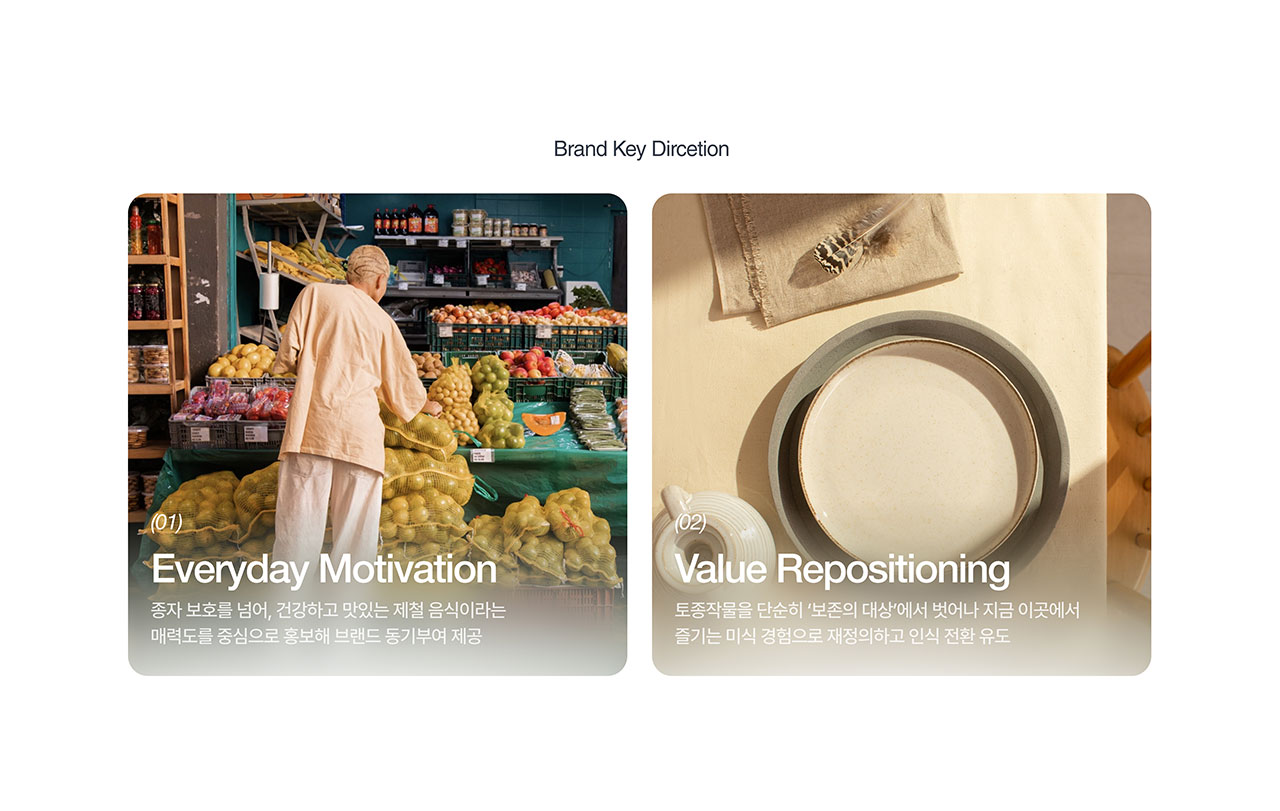 Brand Key Dircetion
(01)
Everyday Motivation
종자 보호를 넘어, 건강하고 맛있는 제철 음식이라는
매력도를 중심으로 홍보해 브랜드 동기부여 제공
(02)
Value Repositioning
토종작물을 단순히 ‘보존의 대상’에서 벗어나 지금 이곳에서
즐기는 미식 경험으로 재정의하고 인식 전환 유도